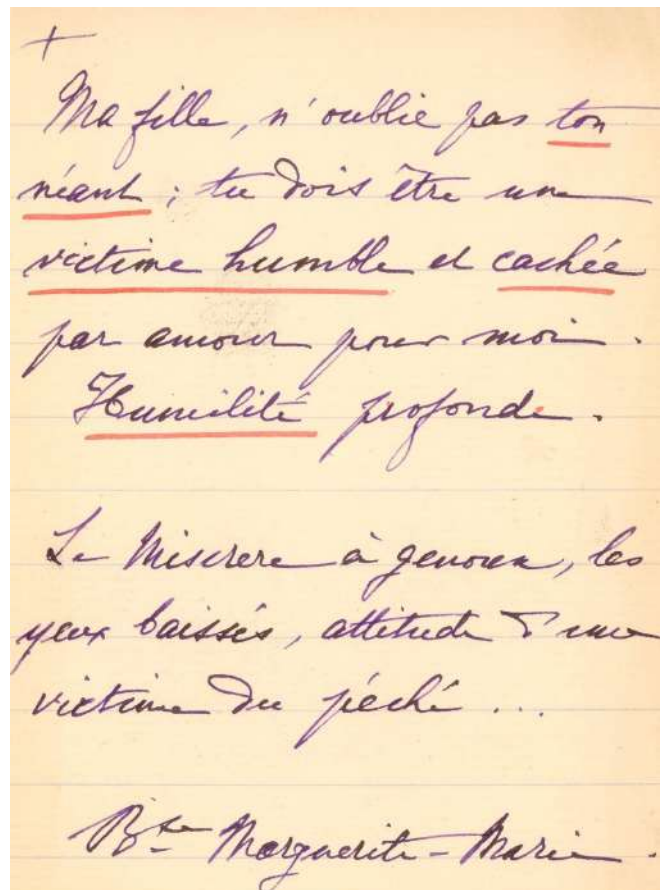 +
Ma fille, n'oublie pas ton
néant ; tu dois être une
victime humble et cachée
par amour pour moi.
Humilité profonde.
Le Miserere à genoux, les
yeux baissés, attitude d'une
victime du péché ...
Bse Marguerite-Marie.